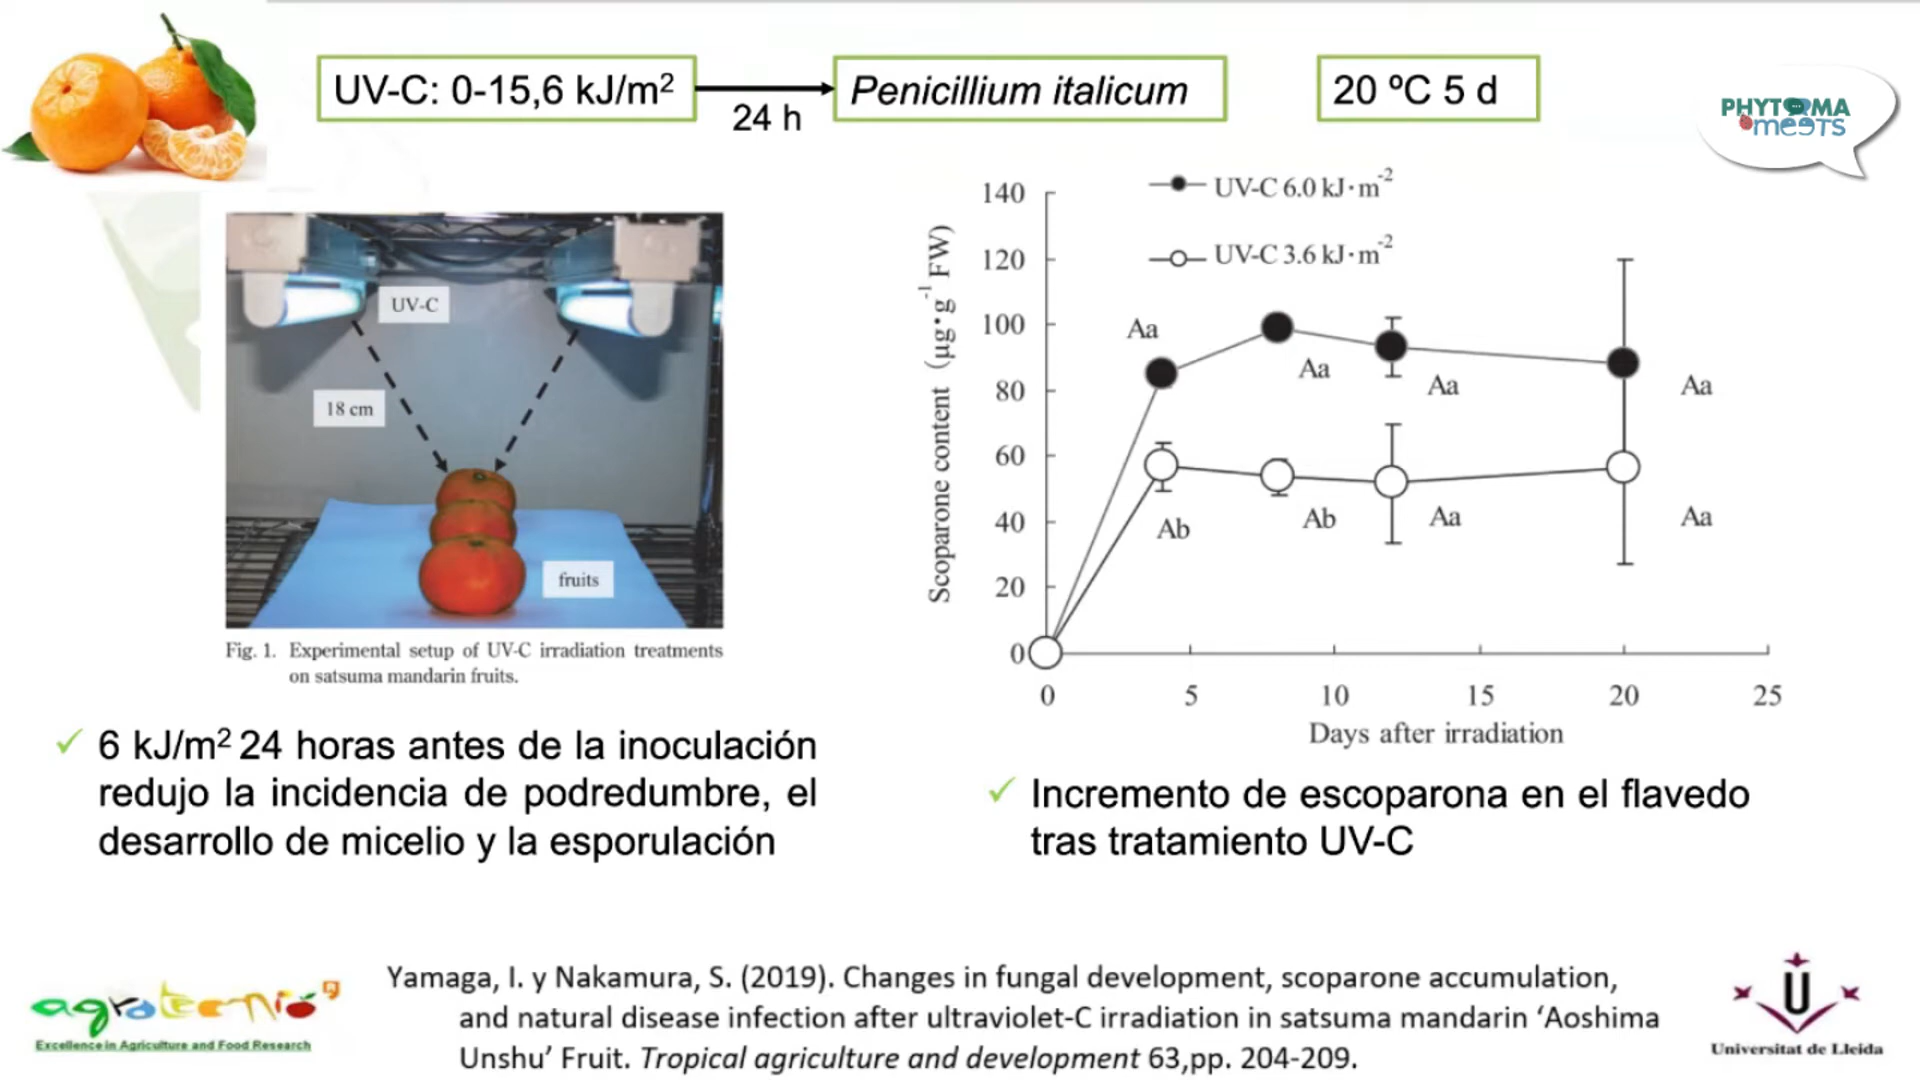 UV-C: 0-15,6 kJ/m²
24 h
Penicillium italicum
20 ºC 5 d
PHYTOMA
meeTs
UV-C
18 cm
fruits
Fig. 1. Experimental setup of UV-C irradiation treatments
on satsuma mandarin fruits.
UV-C 6.0 kJ·m⁻²
UV-C 3.6 kJ·m⁻²
Scoparone content (µg·g⁻¹ FW)
140
120
100
80
60
40
20
0
Aa
Aa
Aa
Aa
Ab
Ab
Aa
Aa
0 5 10 15 20 25
Days after irradiation
✓ 6 kJ/m² 24 horas antes de la inoculación
redujo la incidencia de podredumbre, el
desarrollo de micelio y la esporulación
✓ Incremento de escoparona en el flavedo
tras tratamiento UV-C
agrotecnio
Excellence in Agriculture and Food Research
Yamaga, I. y Nakamura, S. (2019). Changes in fungal development, scoparone accumulation,
and natural disease infection after ultraviolet-C irradiation in satsuma mandarin ‘Aoshima
Unshu’ Fruit. Tropical agriculture and development 63,pp. 204-209.
U
Universitat de Lleida